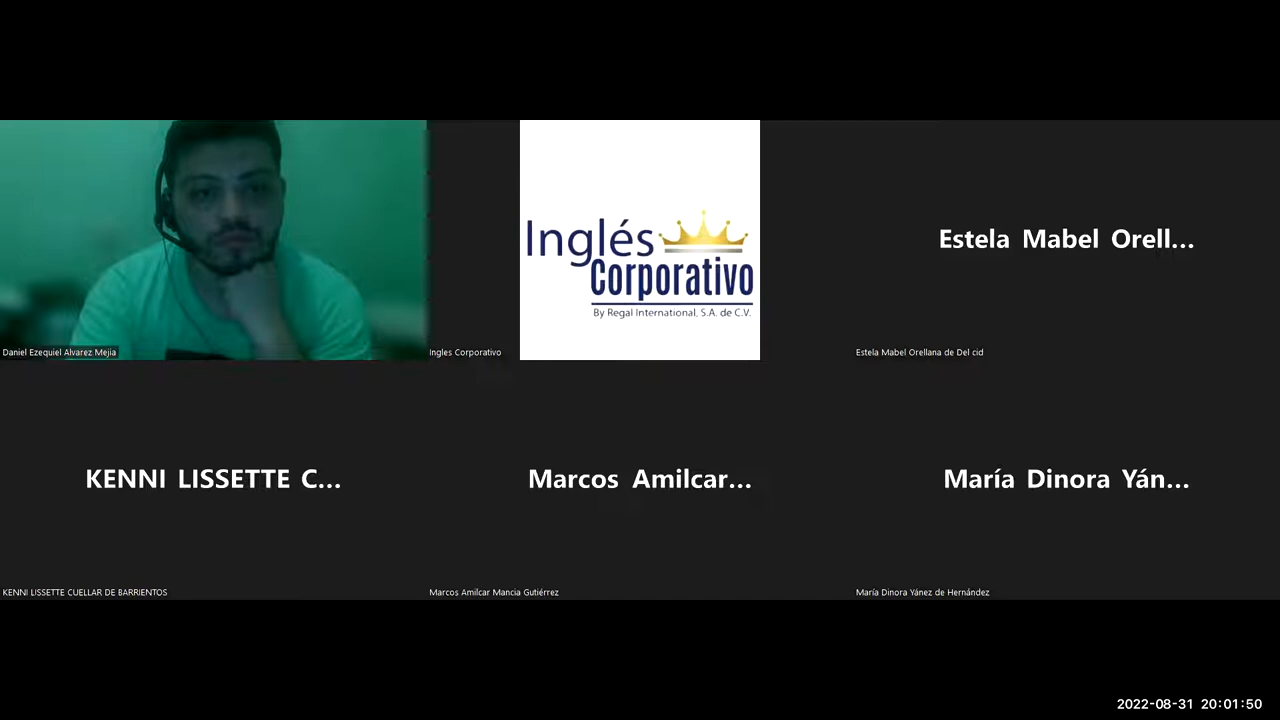 Inglés
Corporativo
By Regal International, S.A. de C.V.
Estela Mabel Orell...
Daniel Ezequiel Alvarez Mejia
Ingles Corporativo
Estela Mabel Orellana de Del cid
KENNI LISSETTE C...
Marcos Amilcar...
María Dinora Yán...
KENNI LISSETTE CUELLAR DE BARRIENTOS
Marcos Amilcar Mancia Gutiérrez
María Dinora Yánez de Hernández
2022-08-31 20:01:50